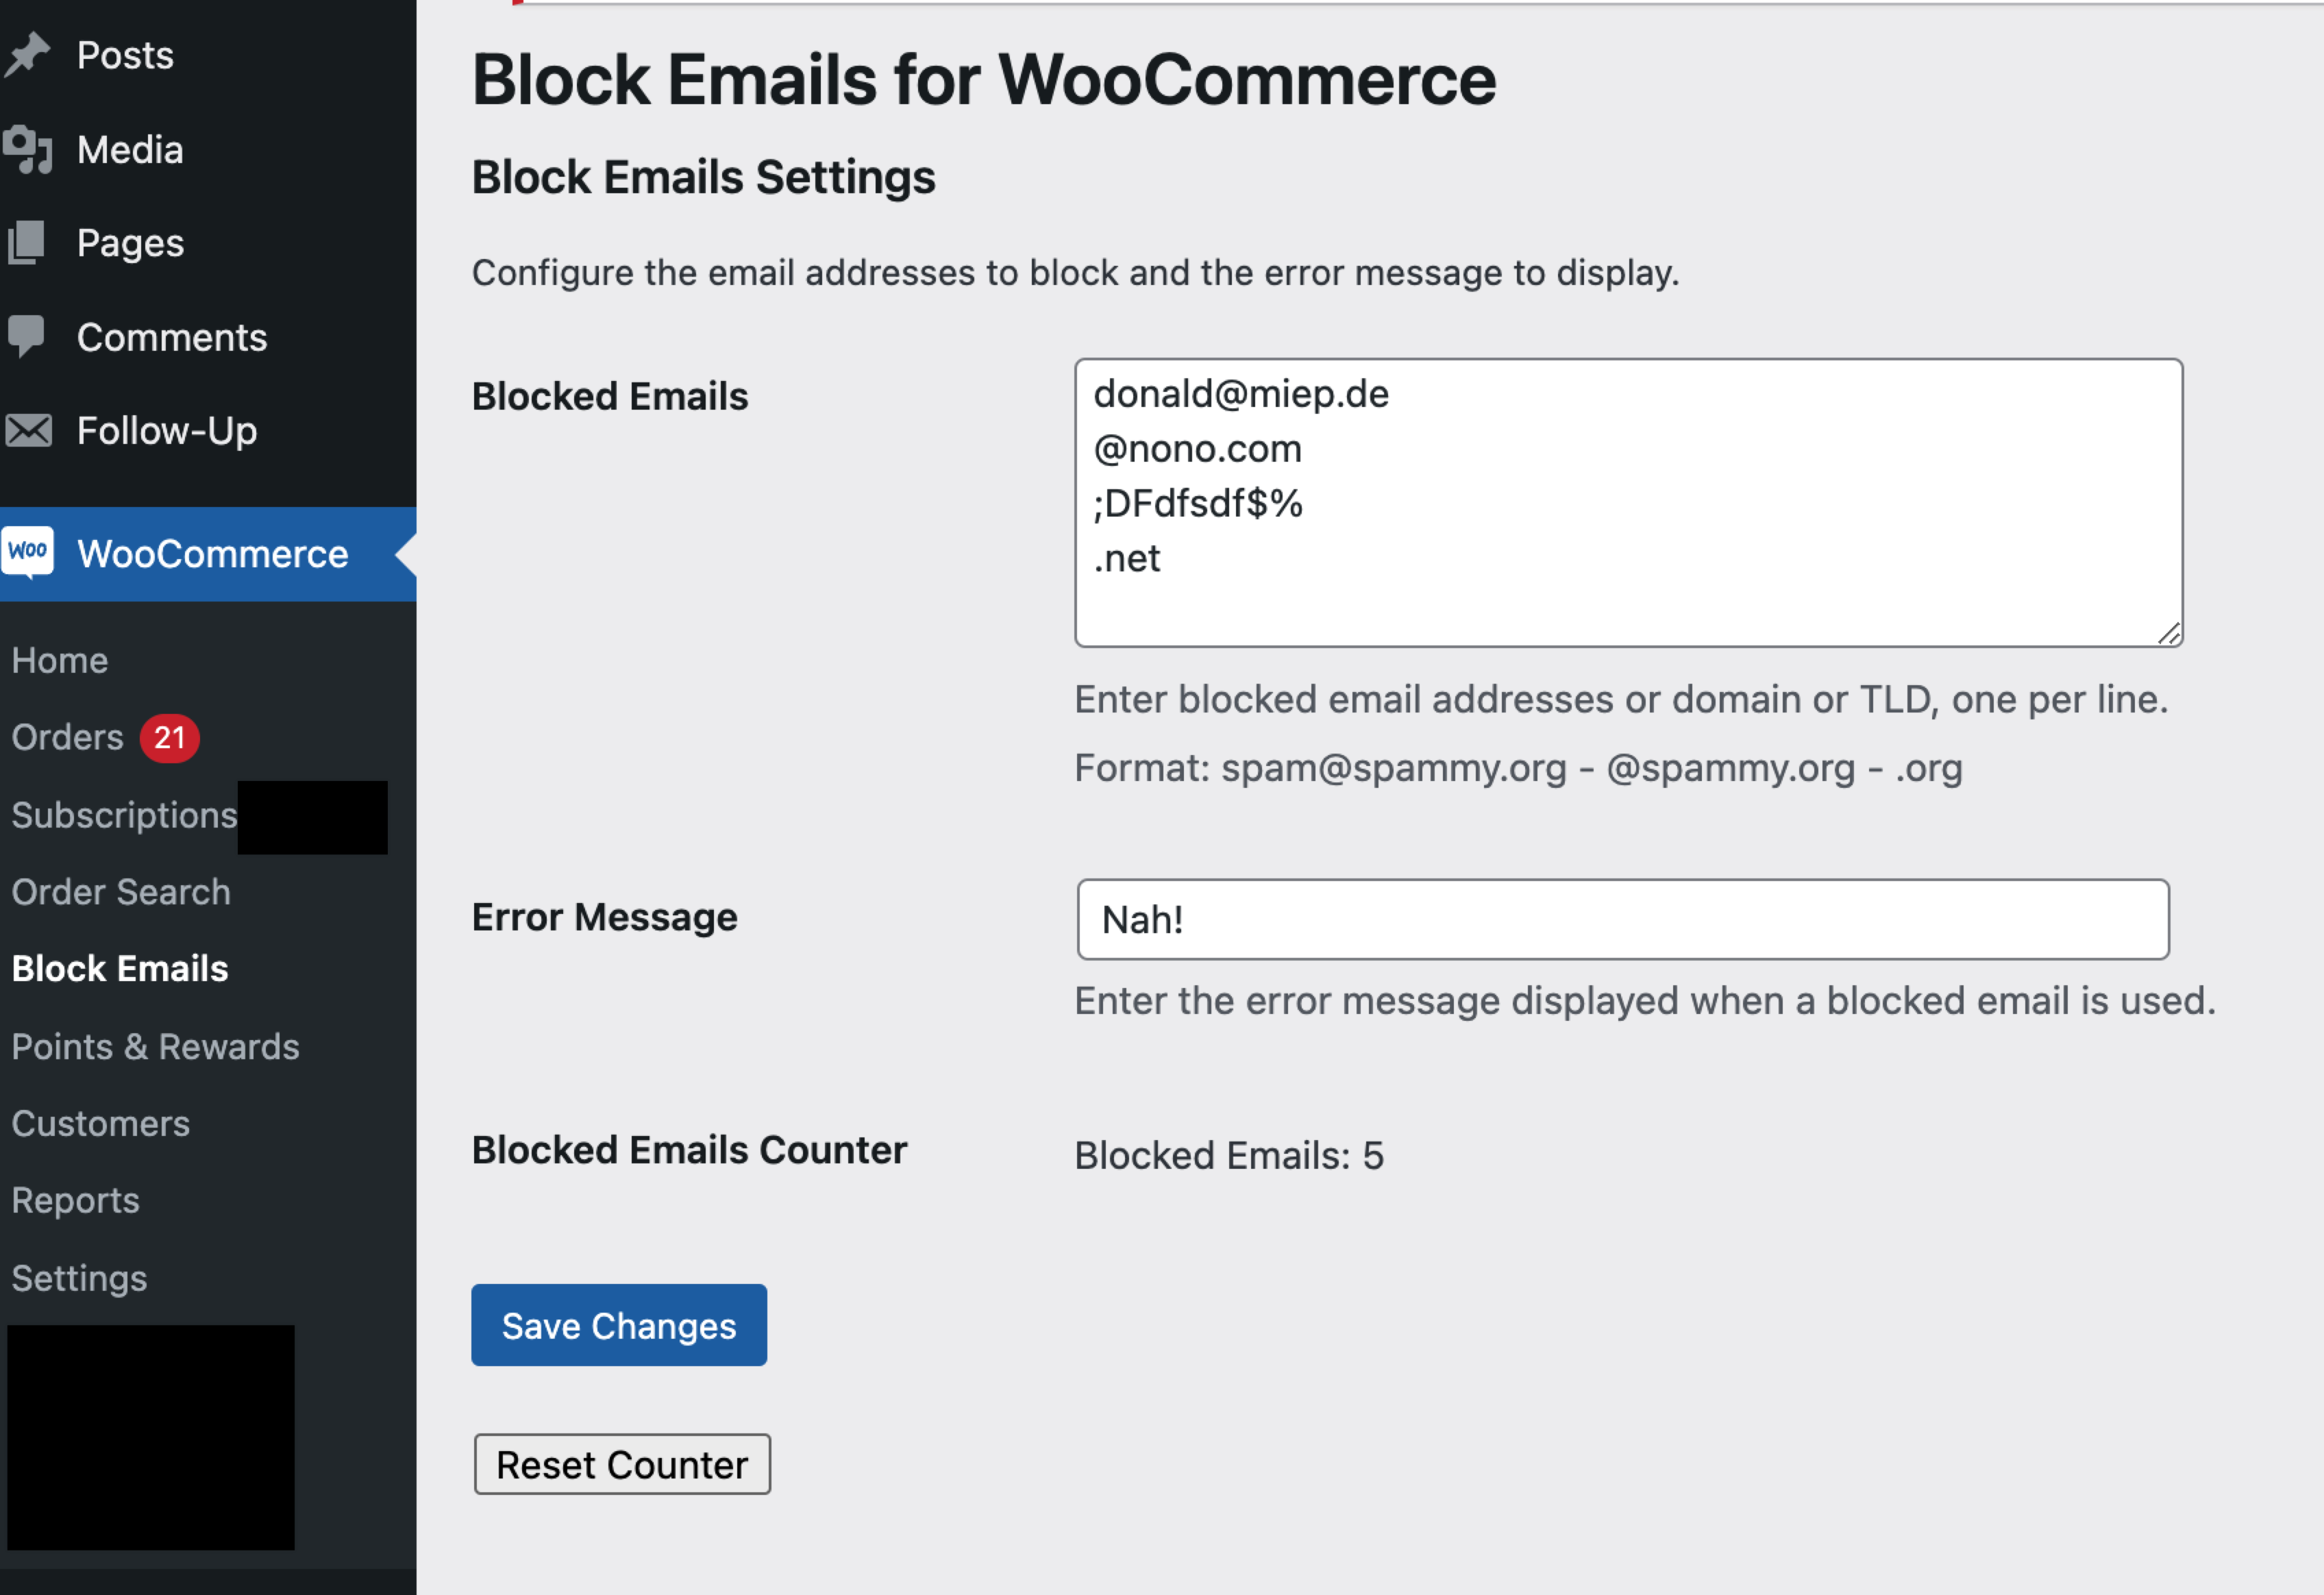 Posts
Media
Pages
Comments
Follow-Up
Woo WooCommerce
Home
Orders 21
Subscriptions
Order Search
Block Emails
Points & Rewards
Customers
Reports
Settings
Block Emails for WooCommerce
Block Emails Settings
Configure the email addresses to block and the error message to display.
Blocked Emails
donald@miep.de
@nono.com
;DFdfsdf$%
.net
Enter blocked email addresses or domain or TLD, one per line.
Format: spam@spammy.org - @spammy.org - .org
Error Message
Nah!
Enter the error message displayed when a blocked email is used.
Blocked Emails Counter
Blocked Emails: 5
Save Changes
Reset Counter